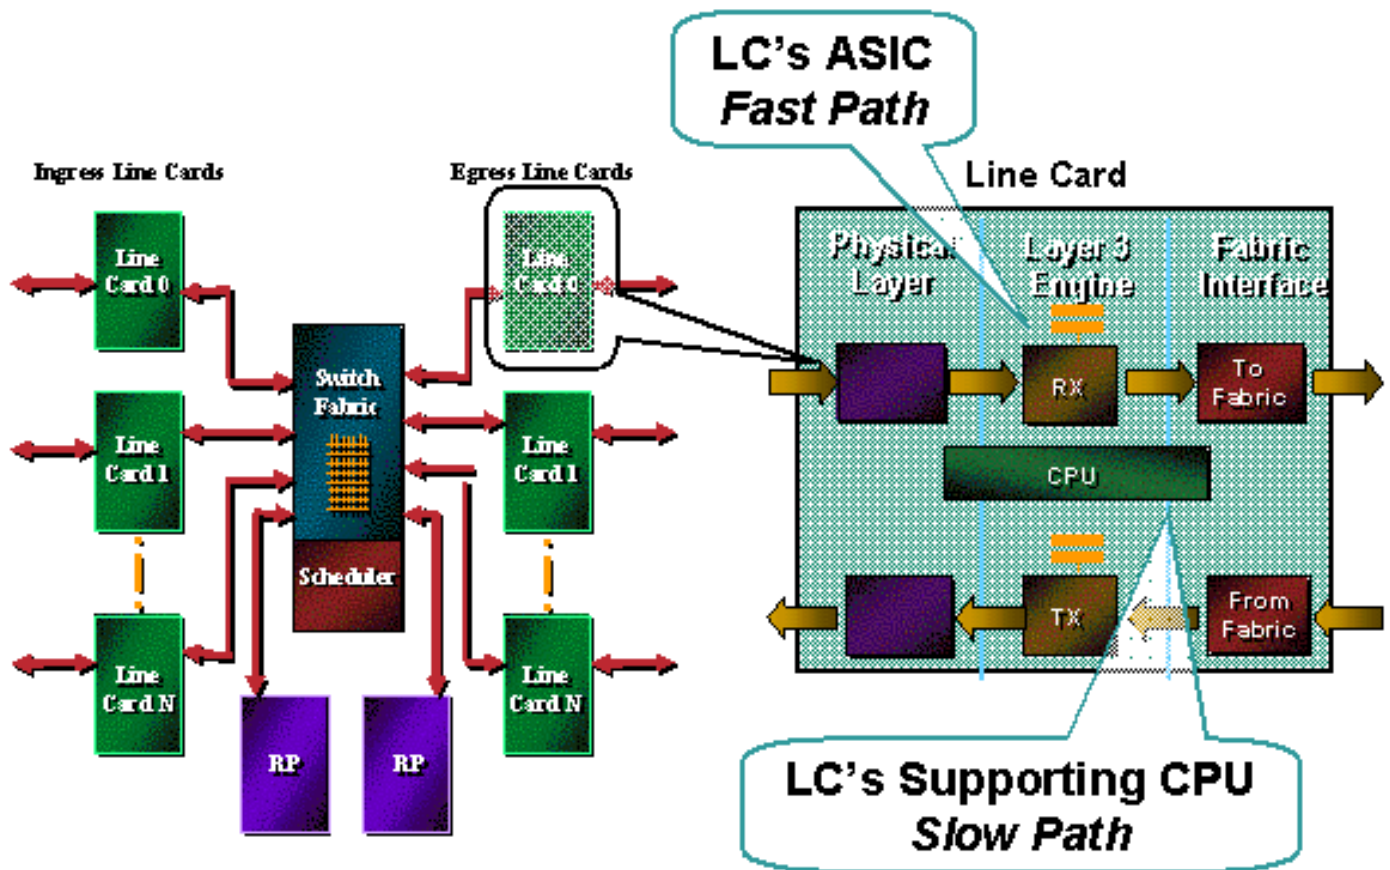 LC's ASIC
Fast Path
Ingress Line Cards
Egress Line Cards
Line Card
Line
Card 0
Line
Card 0
Physical
Layer
Layer 3
Engine
Fabric
Interface
Switch
Fabric
RX
To
Fabric
Line
Card 1
Line
Card 1
CPU
Scheduler
TX
From
Fabric
Line
Card N
Line
Card N
RP
RP
LC's Supporting CPU
Slow Path